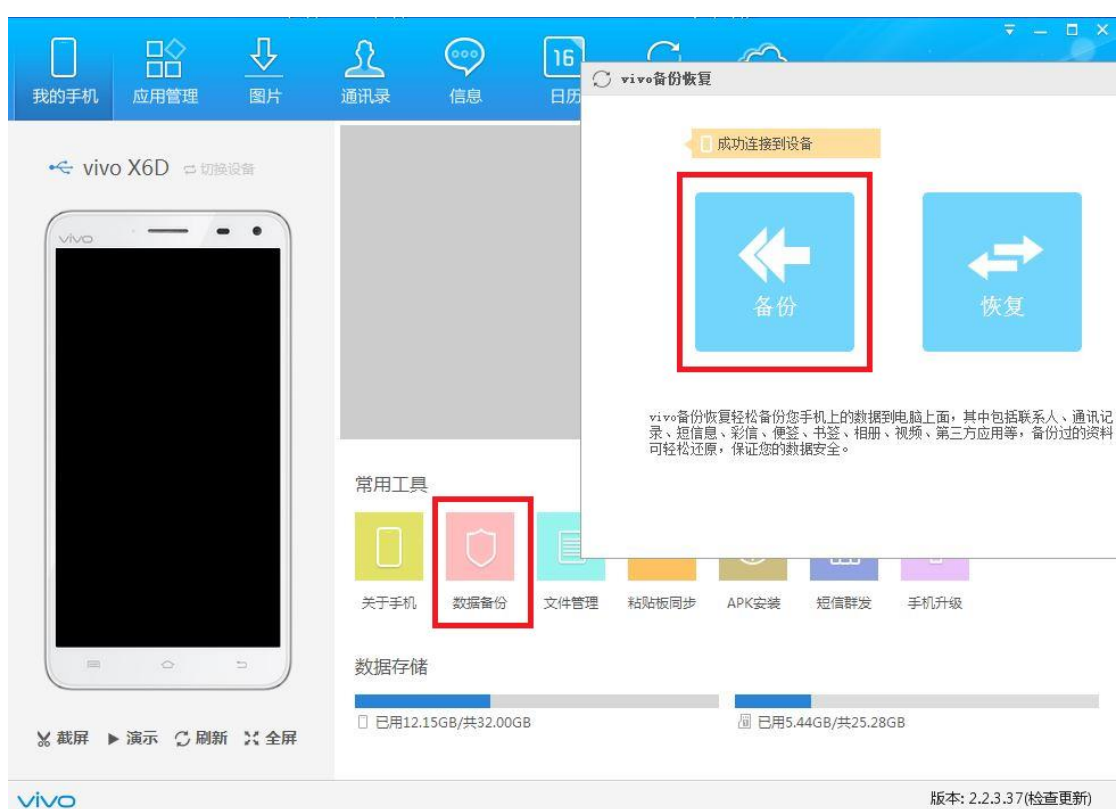 我的手机
应用管理
图片
通讯录
信息
16
日历
vivo备份恢复
成功连接到设备
vivo X6D
切换设备
vivo
备份
恢复
vivo备份恢复轻松备份您手机上的数据到电脑上面，其中包括联系人、通讯记
录、短信息、彩信、便签、书签、相册、视频、第三方应用等，备份过的资料
可轻松还原，保证您的数据安全。
常用工具
关于手机
数据备份
文件管理
粘贴板同步
APK安装
短信群发
手机升级
数据存储
已用12.15GB/共32.00GB
已用5.44GB/共25.28GB
截屏
演示
刷新
全屏
vivo
版本: 2.2.3.37(检查更新)